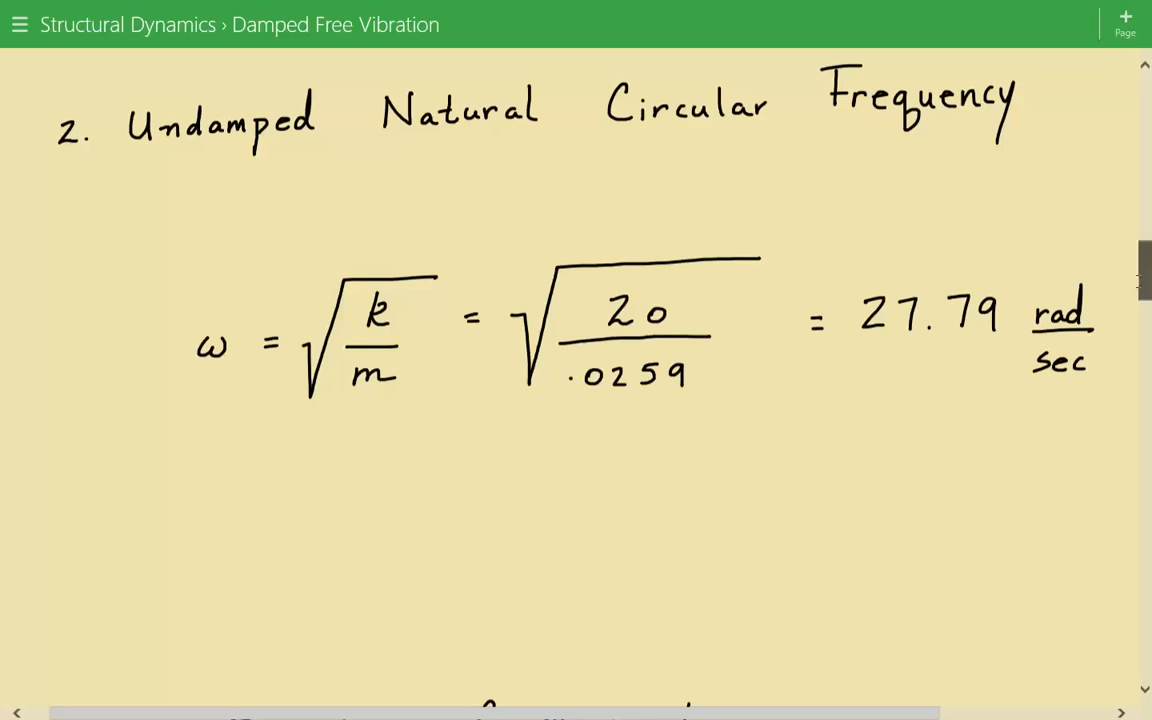 ☰ Structural Dynamics › Damped Free Vibration
+ Page
2. Undamped Natural Circular Frequency
ω = √(k/m) = √(20/.0259) = 27.79 rad/sec